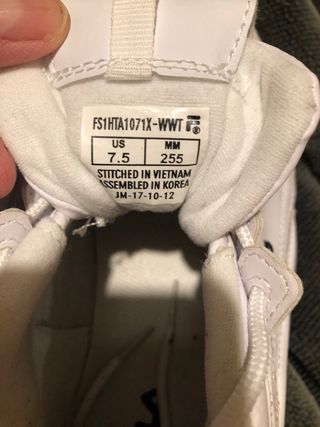 FS1HTA1071X-WWT F®
US MM
7.5 255
STITCHED IN VIETNAM
ASSEMBLED IN KOREA
JM-17-10-12